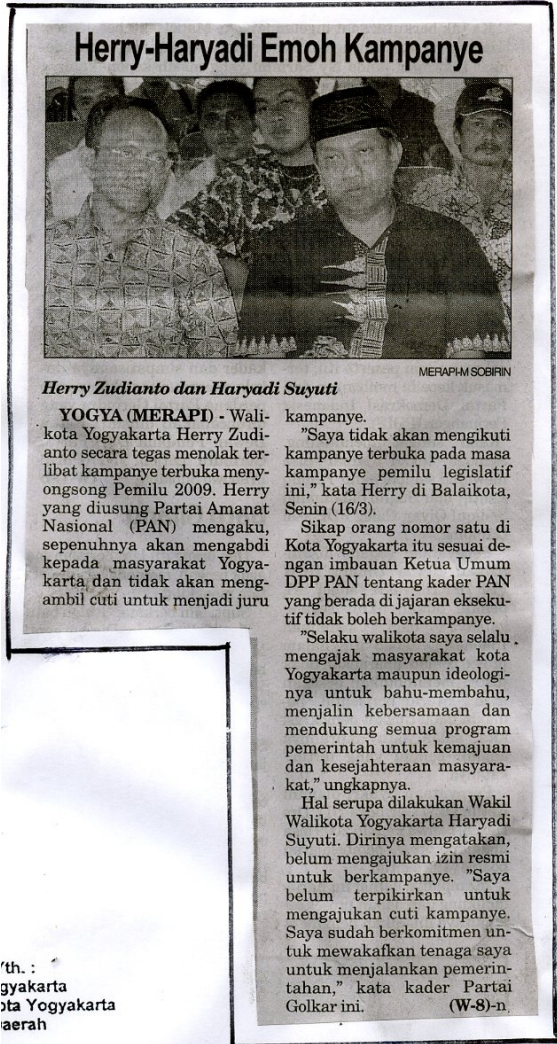 Herry-Haryadi Emoh Kampanye
MERAPI-M SOBIRIN
Herry Zudianto dan Haryadi Suyuti
YOGYA (MERAPI) - Wali-
kota Yogyakarta Herry Zudi-
anto secara tegas menolak ter-
libat kampanye terbuka meny-
ongsong Pemilu 2009. Herry
yang diusung Partai Amanat
Nasional (PAN) mengaku,
sepenuhnya akan mengabdi
kepada masyarakat Yogya-
karta dan tidak akan meng-
ambil cuti untuk menjadi juru
kampanye.
"Saya tidak akan mengikuti
kampanye terbuka pada masa
kampanye pemilu legislatif
ini," kata Herry di Balaikota,
Senin (16/3).
Sikap orang nomor satu di
Kota Yogyakarta itu sesuai de-
ngan imbauan Ketua Umum
DPP PAN tentang kader PAN
yang berada di jajaran ekseku-
tif tidak boleh berkampanye.
"Selaku walikota saya selalu
mengajak masyarakat kota
Yogyakarta maupun ideologi-
nya untuk bahu-membahu,
menjalin kebersamaan dan
mendukung semua program
pemerintah untuk kemajuan
dan kesejahteraan masyara-
kat," ungkapnya.
Hal serupa dilakukan Wakil
Walikota Yogyakarta Haryadi
Suyuti. Dirinya mengatakan,
belum mengajukan izin resmi
untuk berkampanye. "Saya
belum terpikirkan untuk
mengajukan cuti kampanye.
Saya sudah berkomitmen un-
tuk mewakafkan tenaga saya
untuk menjalankan pemerin-
tahan," kata kader Partai
Golkar ini. (W-8)-n
Yth. :
gyakarta
ota Yogyakarta
aerah